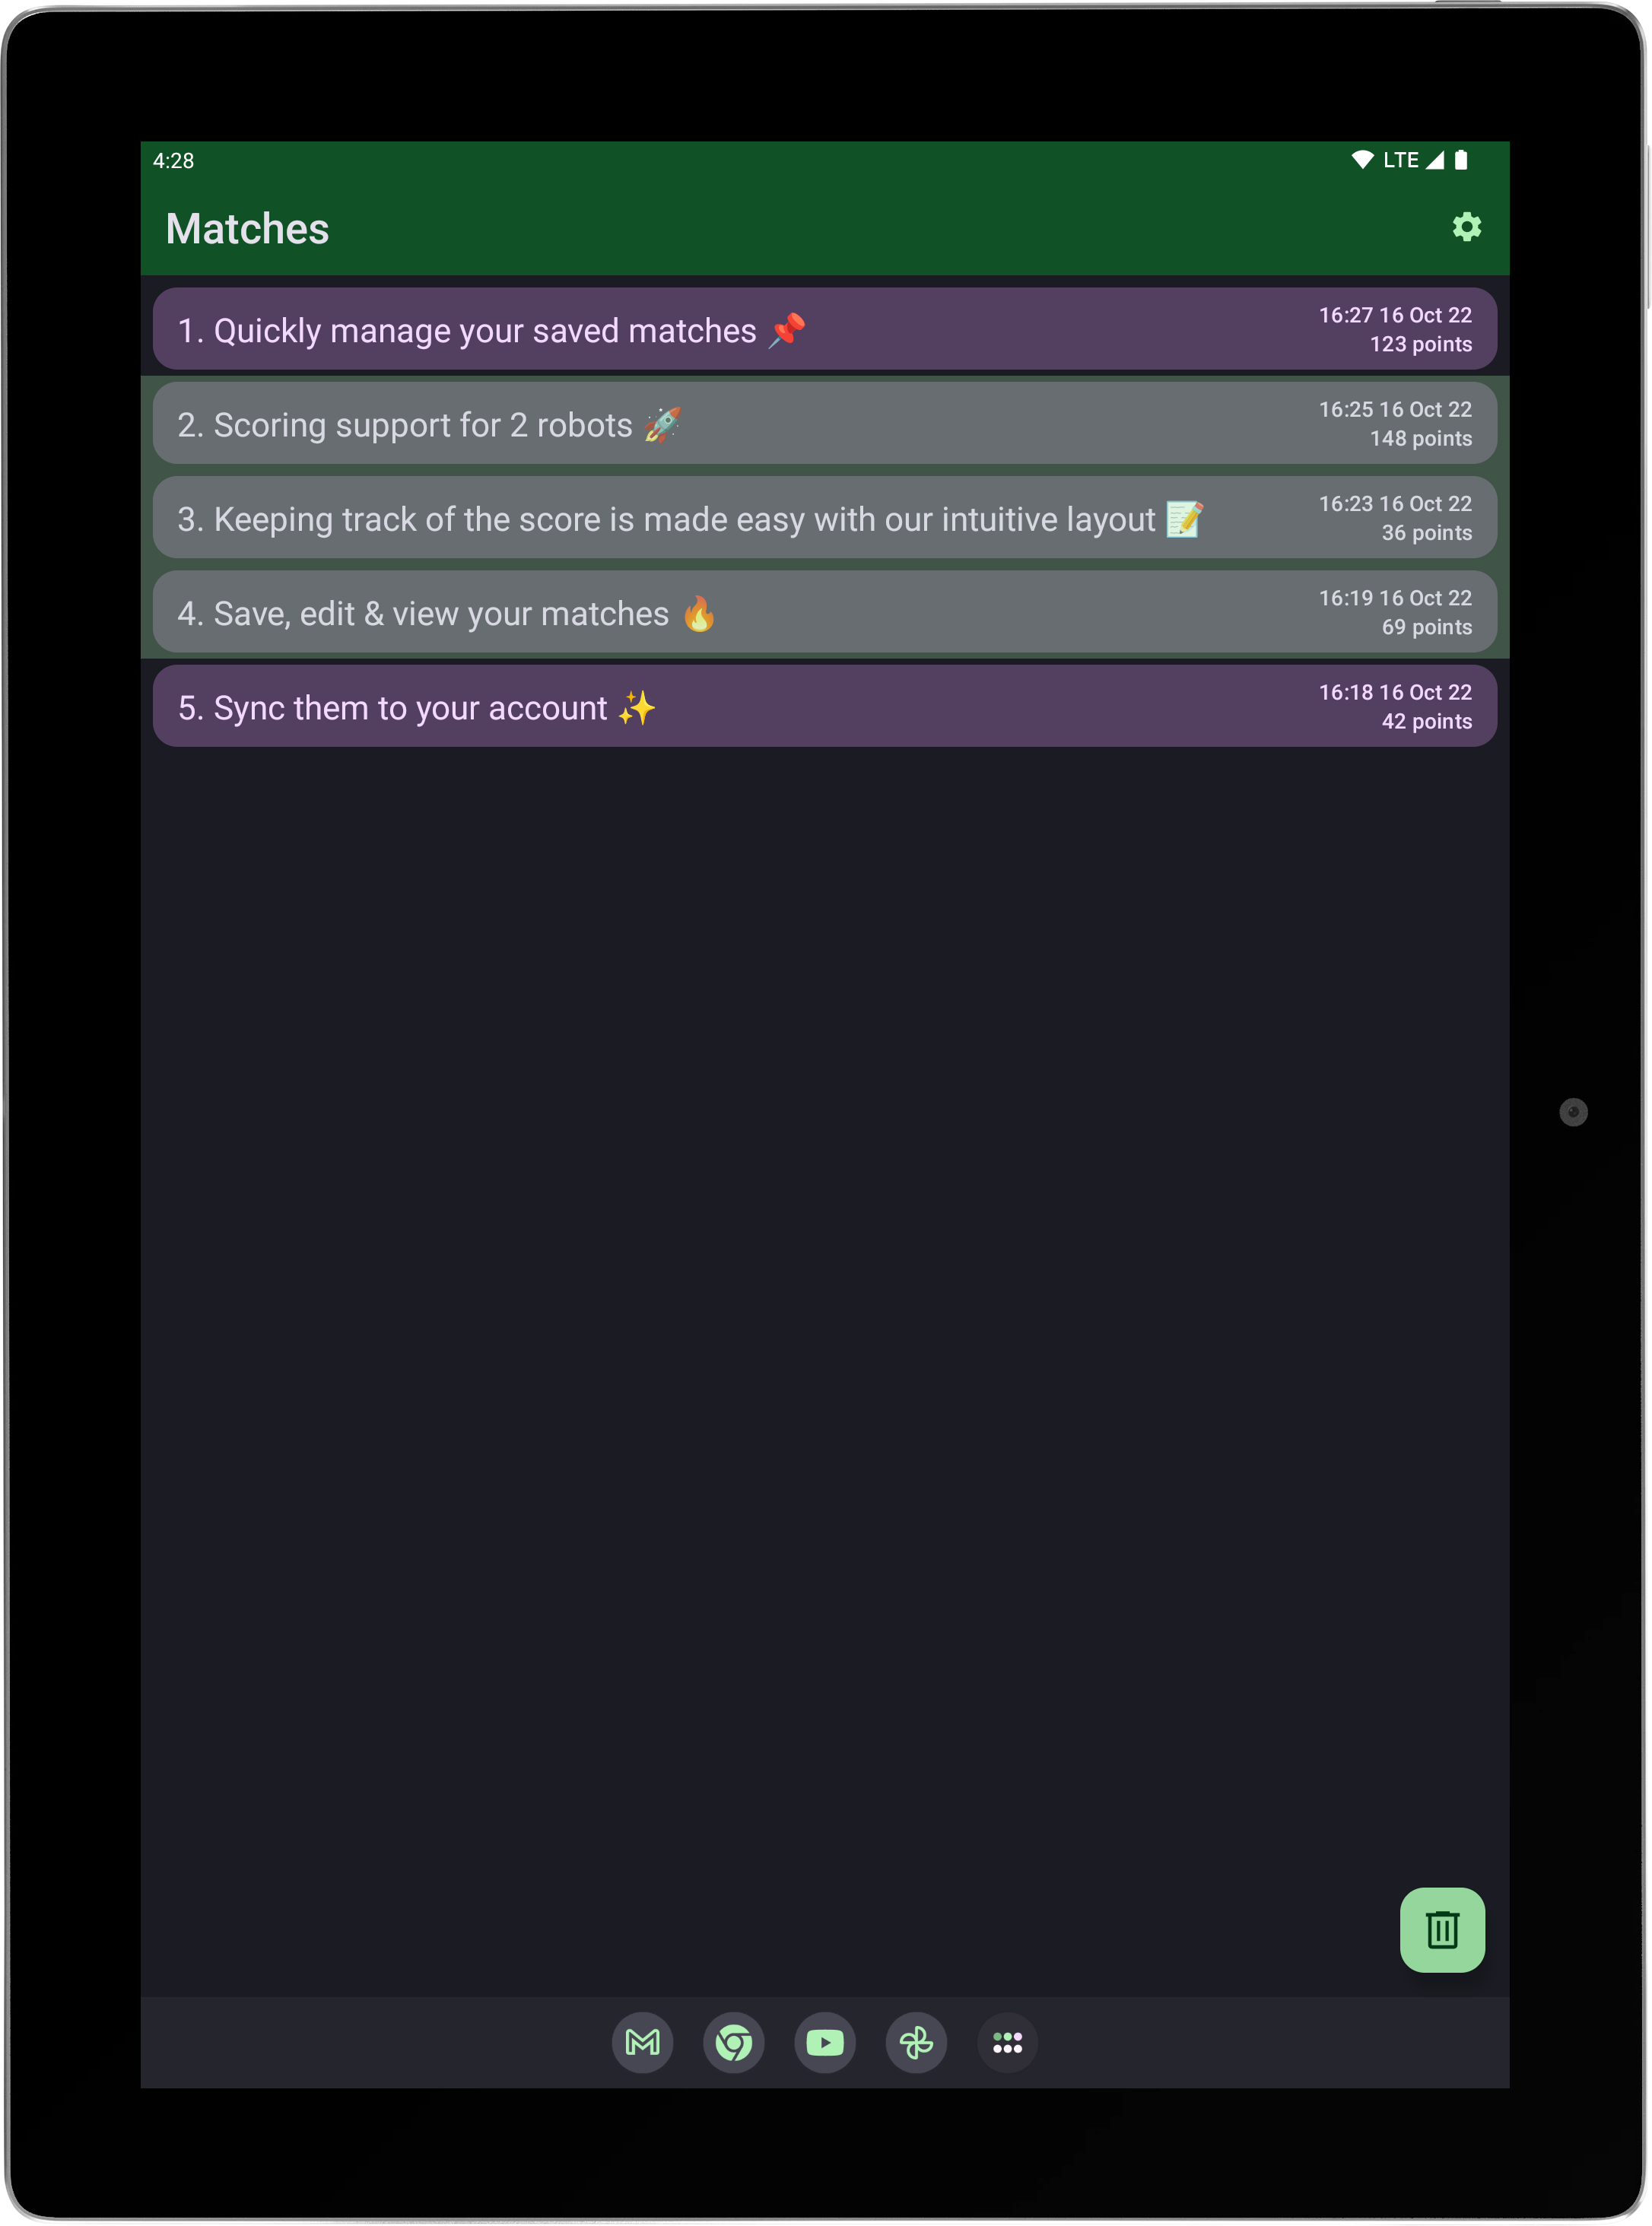 4:28
LTE
Matches
1. Quickly manage your saved matches 📌
16:27 16 Oct 22
123 points
2. Scoring support for 2 robots 🚀
16:25 16 Oct 22
148 points
3. Keeping track of the score is made easy with our intuitive layout 📝
16:23 16 Oct 22
36 points
4. Save, edit & view your matches 🔥
16:19 16 Oct 22
69 points
5. Sync them to your account ✨
16:18 16 Oct 22
42 points